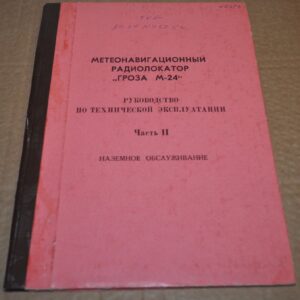 МЕТЕОНАВИГАЦИОННЫЙ
РАДИОЛОКАТОР
„ГРОЗА М-24"
РУКОВОДСТВО
ПО ТЕХНИЧЕСКОЙ ЭКСПЛУАТАЦИИ
Часть II
НАЗЕМНОЕ ОБСЛУЖИВАНИЕ